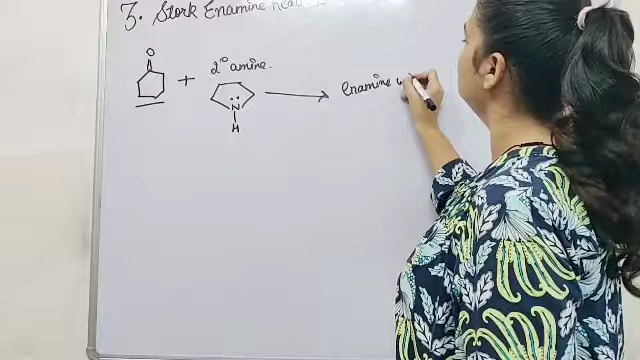 3. Stork Enamine
O
+ 2° amine.
N
H
Enamine